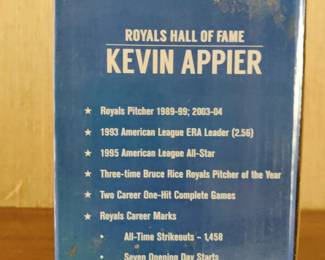 ROYALS HALL OF FAME
KEVIN APPIER
★ Royals Pitcher 1989-99; 2003-04
★ 1993 American League ERA Leader (2.56)
★ 1995 American League All-Star
★ Three-time Bruce Rice Royals Pitcher of the Year
★ Two Career One-Hit Complete Games
★ Royals Career Marks
• All-Time Strikeouts – 1,458
• Seven Opening Day Starts